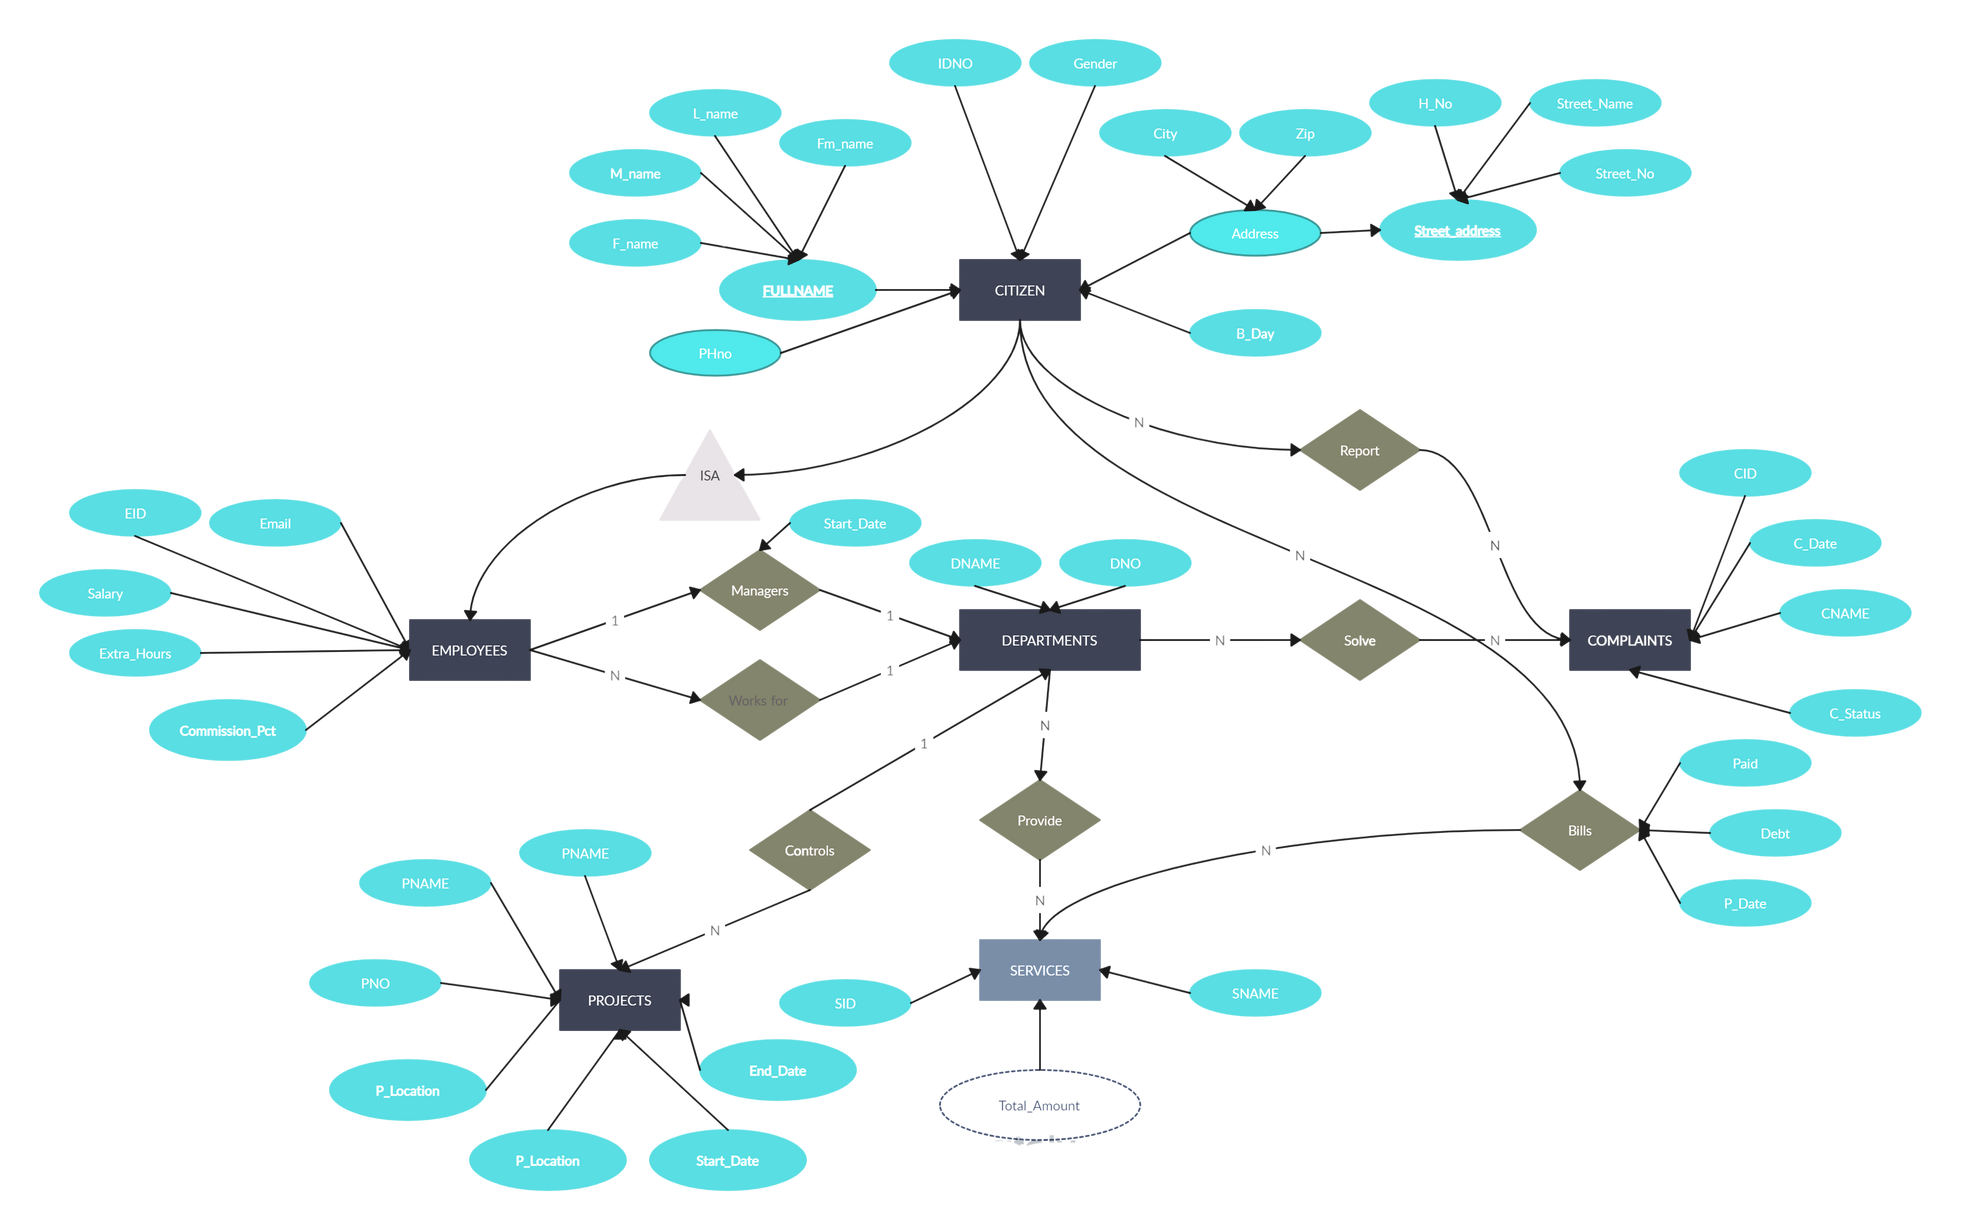 IDNO
Gender
L_name
Fm_name
City
Zip
H_No
Street_Name
M_name
Street_No
F_name
Address
Street_address
FULLNAME
CITIZEN
B_Day
PHno
N
Report
ISA
CID
EID
Email
Start_Date
N
C_Date
DNAME
DNO
N
Salary
Managers
1
1
CNAME
Extra_Hours
EMPLOYEES
DEPARTMENTS
N
Solve
N
COMPLAINTS
N
1
Works for
Commission_Pct
C_Status
1
N
Paid
Provide
Bills
Debt
Controls
PNAME
N
PNAME
N
P_Date
N
PNO
PROJECTS
SERVICES
SID
SNAME
End_Date
P_Location
Total_Amount
P_Location
Start_Date